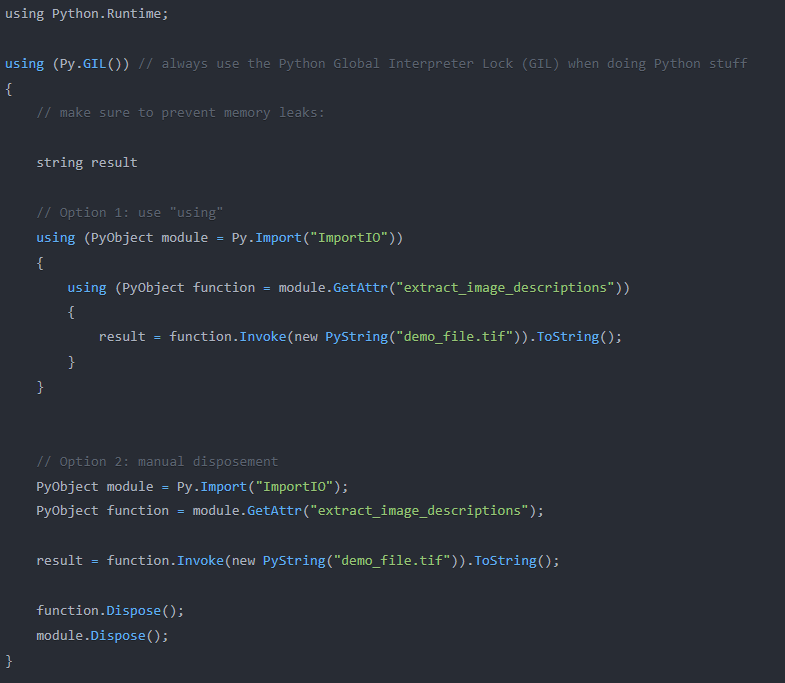 using Python.Runtime;
using (Py.GIL()) // always use the Python Global Interpreter Lock (GIL) when doing Python stuff
{
// make sure to prevent memory leaks:
string result
// Option 1: use "using"
using (PyObject module = Py.Import("ImportIO"))
{
using (PyObject function = module.GetAttr("extract_image_descriptions"))
{
result = function.Invoke(new PyString("demo_file.tif")).ToString();
}
}
// Option 2: manual disposement
PyObject module = Py.Import("ImportIO");
PyObject function = module.GetAttr("extract_image_descriptions");
result = function.Invoke(new PyString("demo_file.tif")).ToString();
function.Dispose();
module.Dispose();
}